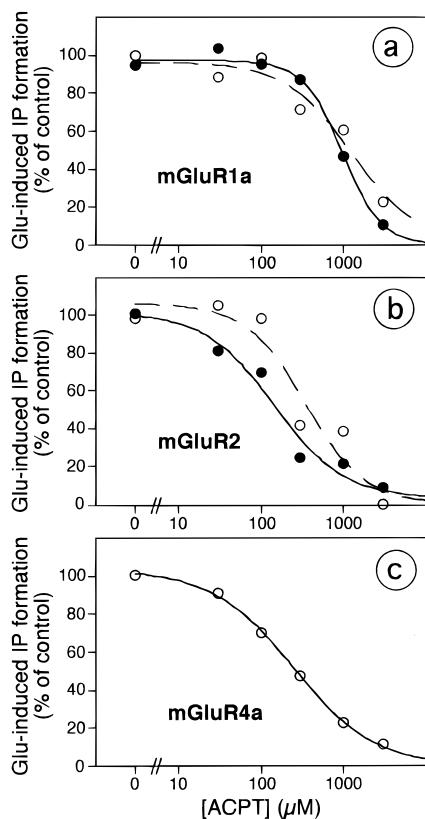 Glu-induced IP formation
(% of control)
100
80
60
40
20
0
a
mGluR1a
0
10
100
1000
Glu-induced IP formation
(% of control)
100
80
60
40
20
0
b
mGluR2
0
10
100
1000
Glu-induced IP formation
(% of control)
100
80
60
40
20
0
c
mGluR4a
0
10
100
1000
[ACPT] (µM)